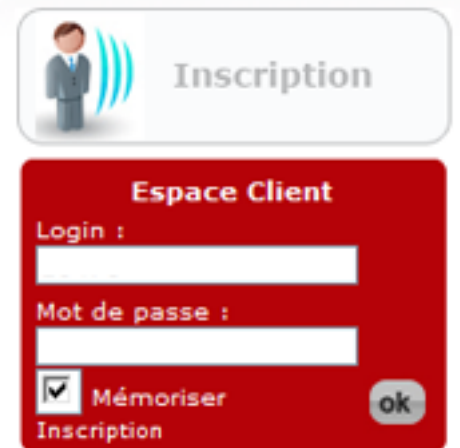 Inscription
Espace Client
Login :
Mot de passe :
Mémoriser
ok
Inscription